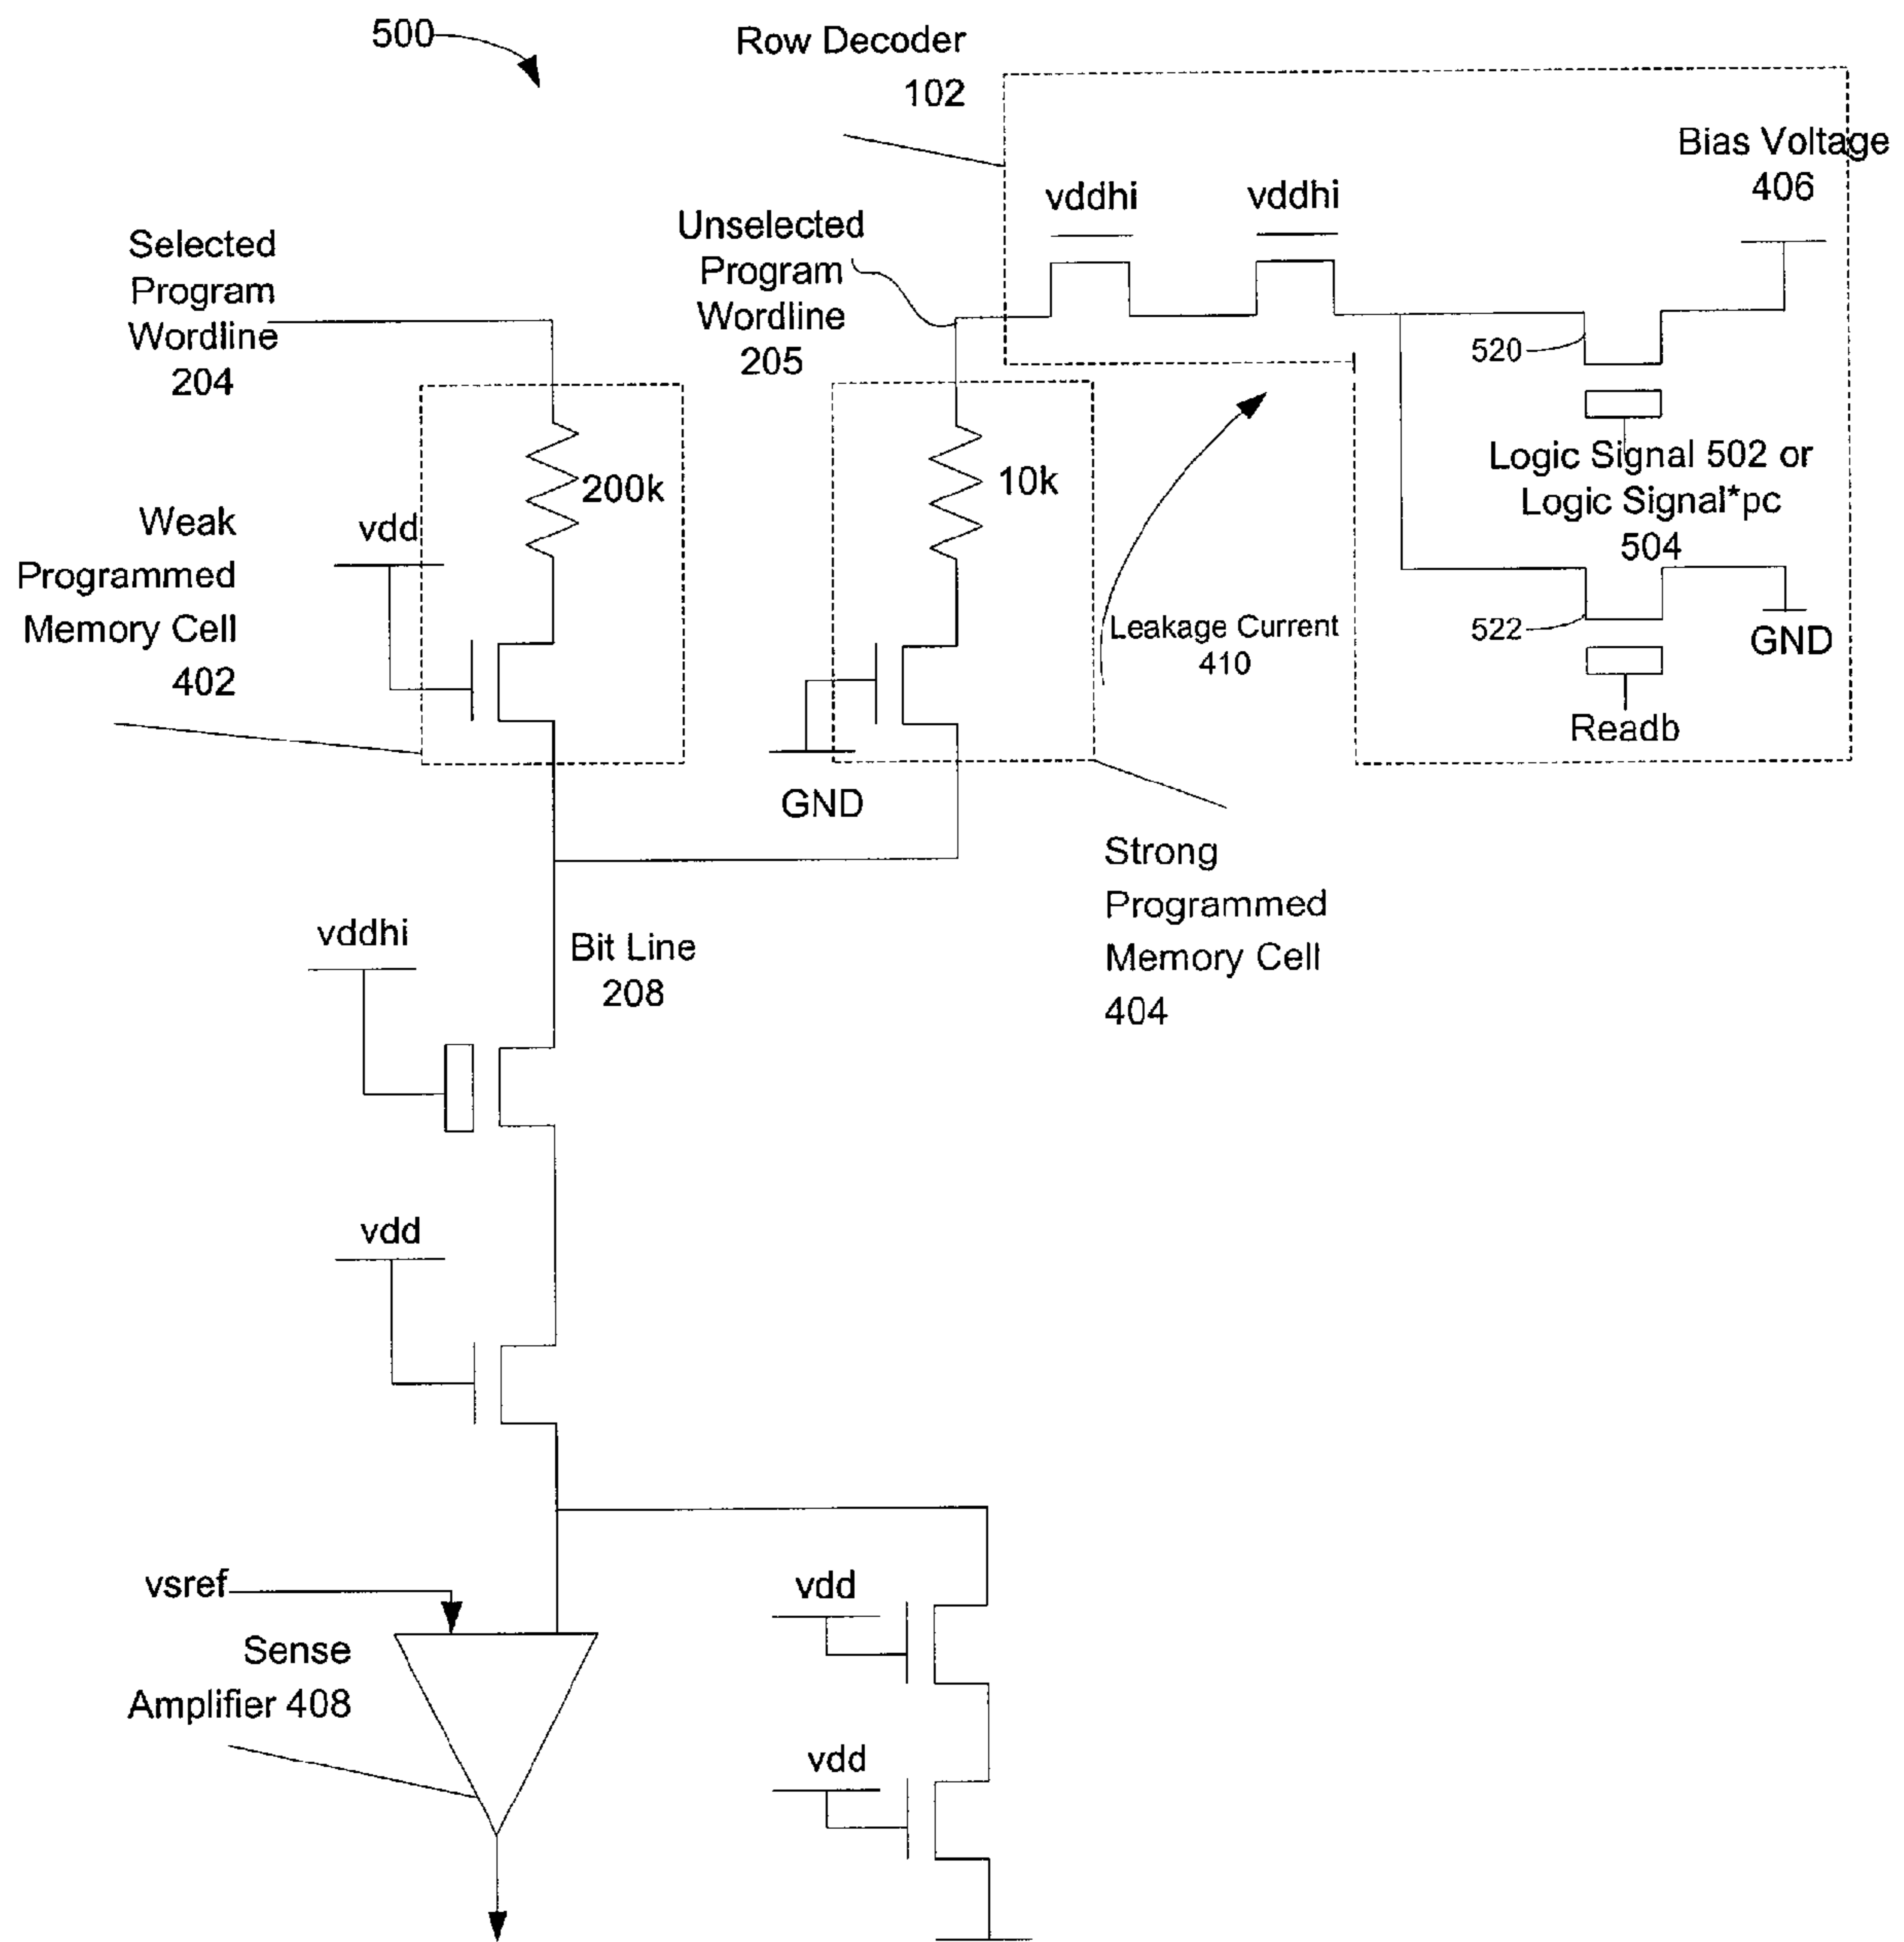 500
Row Decoder
102
Bias Voltage
406
vddhi
vddhi
Selected
Program
Wordline
204
Unselected
Program
Wordline
205
520
Logic Signal 502 or
Logic Signal*pc
504
200k
10k
Weak
Programmed
Memory Cell
402
vdd
Leakage Current
410
522
GND
Readb
GND
Strong
Programmed
Memory Cell
404
vddhi
Bit Line
208
vdd
vsref
Sense
Amplifier 408
vdd
vdd